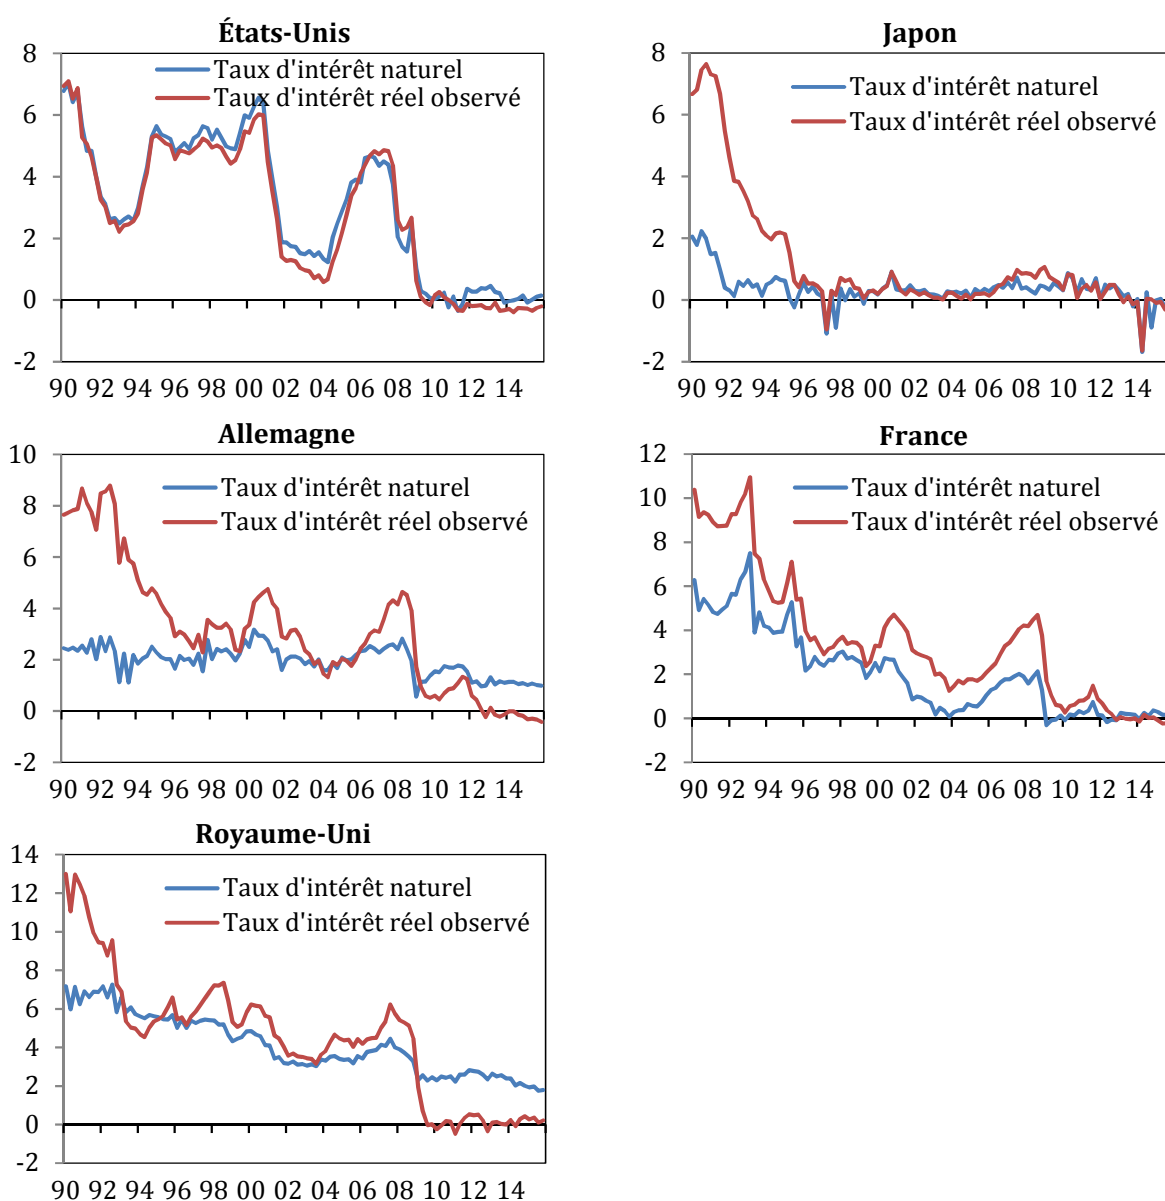 États-Unis
8
6
4
2
0
-2
Taux d'intérêt naturel
Taux d'intérêt réel observé
90 92 94 96 98 00 02 04 06 08 10 12 14
Japon
8
6
4
2
0
-2
Taux d'intérêt naturel
Taux d'intérêt réel observé
90 92 94 96 98 00 02 04 06 08 10 12 14
Allemagne
10
8
6
4
2
0
-2
Taux d'intérêt naturel
Taux d'intérêt réel observé
90 92 94 96 98 00 02 04 06 08 10 12 14
France
12
10
8
6
4
2
0
-2
Taux d'intérêt naturel
Taux d'intérêt réel observé
90 92 94 96 98 00 02 04 06 08 10 12 14
Royaume-Uni
14
12
10
8
6
4
2
0
-2
Taux d'intérêt naturel
Taux d'intérêt réel observé
90 92 94 96 98 00 02 04 06 08 10 12 14